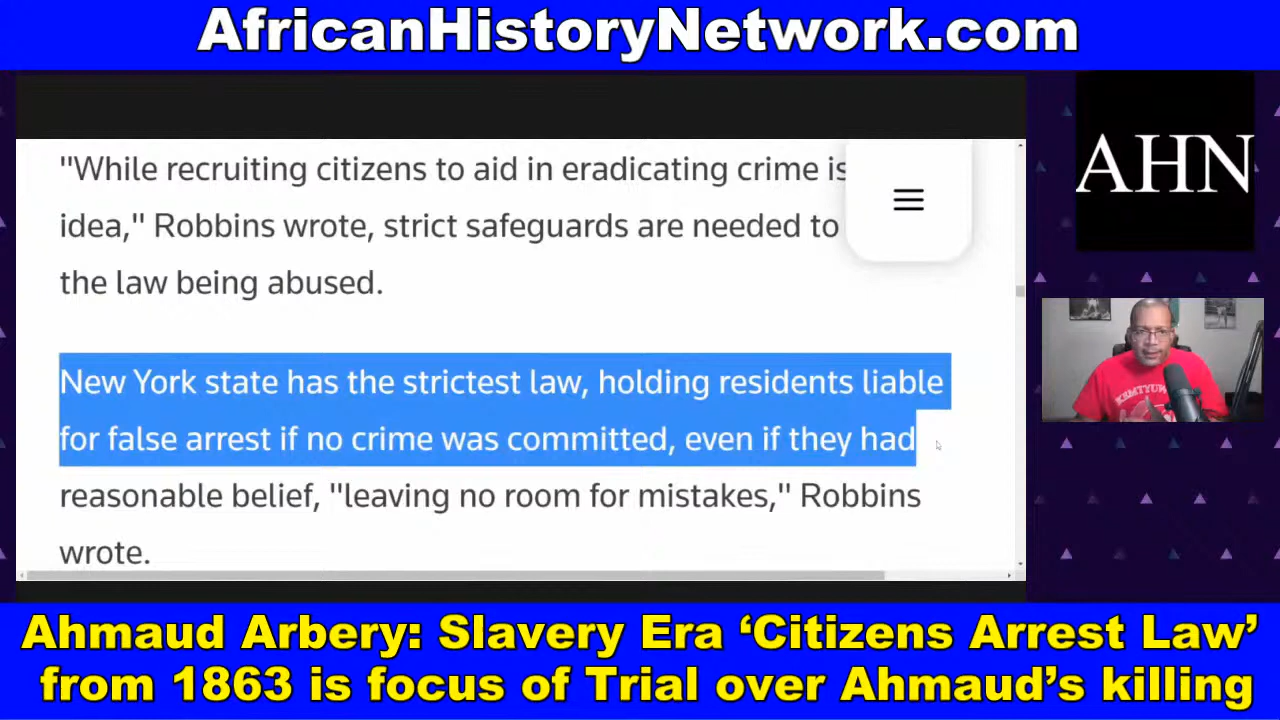 AfricanHistoryNetwork.com
"While recruiting citizens to aid in eradicating crime is
idea," Robbins wrote, strict safeguards are needed to
the law being abused.
New York state has the strictest law, holding residents liable
for false arrest if no crime was committed, even if they had
reasonable belief, "leaving no room for mistakes," Robbins
wrote.
AHN
Ahmaud Arbery: Slavery Era ‘Citizens Arrest Law’
from 1863 is focus of Trial over Ahmaud’s killing